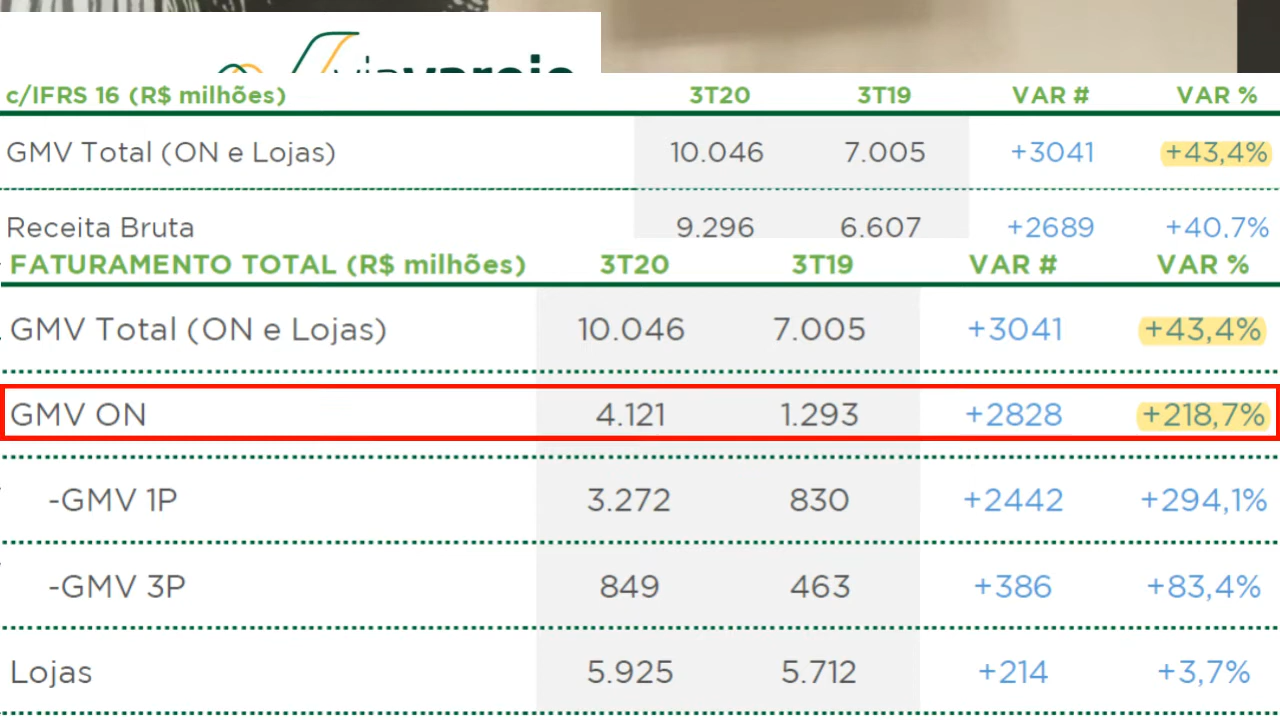 viavarejo
c/IFRS 16 (R$ milhões) 3T20 3T19 VAR # VAR %
GMV Total (ON e Lojas) 10.046 7.005 +3041 +43,4%
Receita Bruta 9.296 6.607 +2689 +40,7%
FATURAMENTO TOTAL (R$ milhões) 3T20 3T19 VAR # VAR %
GMV Total (ON e Lojas) 10.046 7.005 +3041 +43,4%
GMV ON 4.121 1.293 +2828 +218,7%
-GMV 1P 3.272 830 +2442 +294,1%
-GMV 3P 849 463 +386 +83,4%
Lojas 5.925 5.712 +214 +3,7%